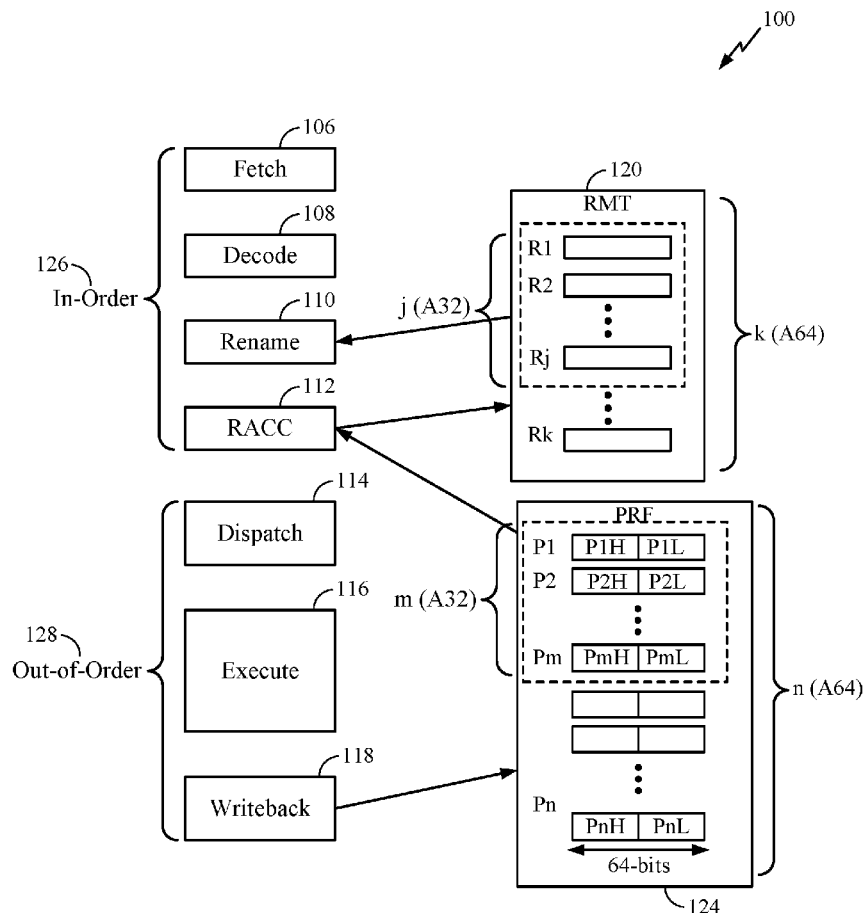 100
106
Fetch
108
Decode
126
In-Order
110
Rename
112
RACC
120
RMT
R1
R2
j (A32)
Rj
k (A64)
Rk
114
Dispatch
116
128
Out-of-Order
Execute
118
Writeback
PRF
P1 P1H P1L
P2 P2H P2L
m (A32)
Pm PmH PmL
n (A64)
Pn
PnH PnL
64-bits
124